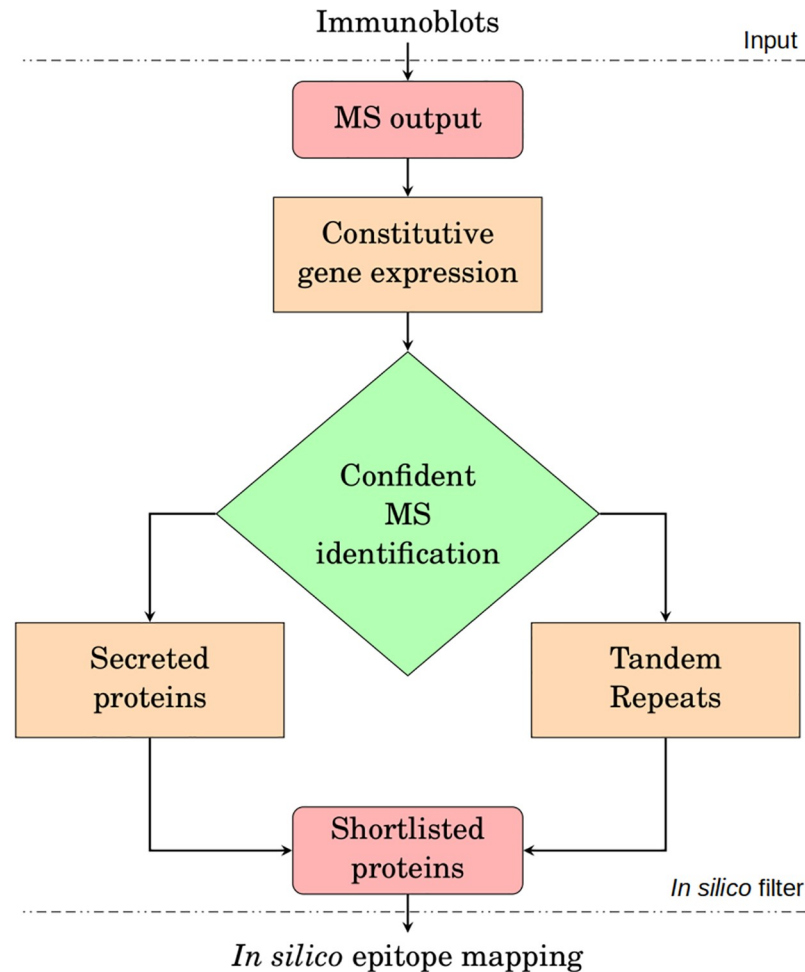 Immunoblots
Input
MS output
Constitutive
gene expression
Confident
MS
identification
Secreted
proteins
Tandem
Repeats
Shortlisted
proteins
In silico filter
In silico epitope mapping